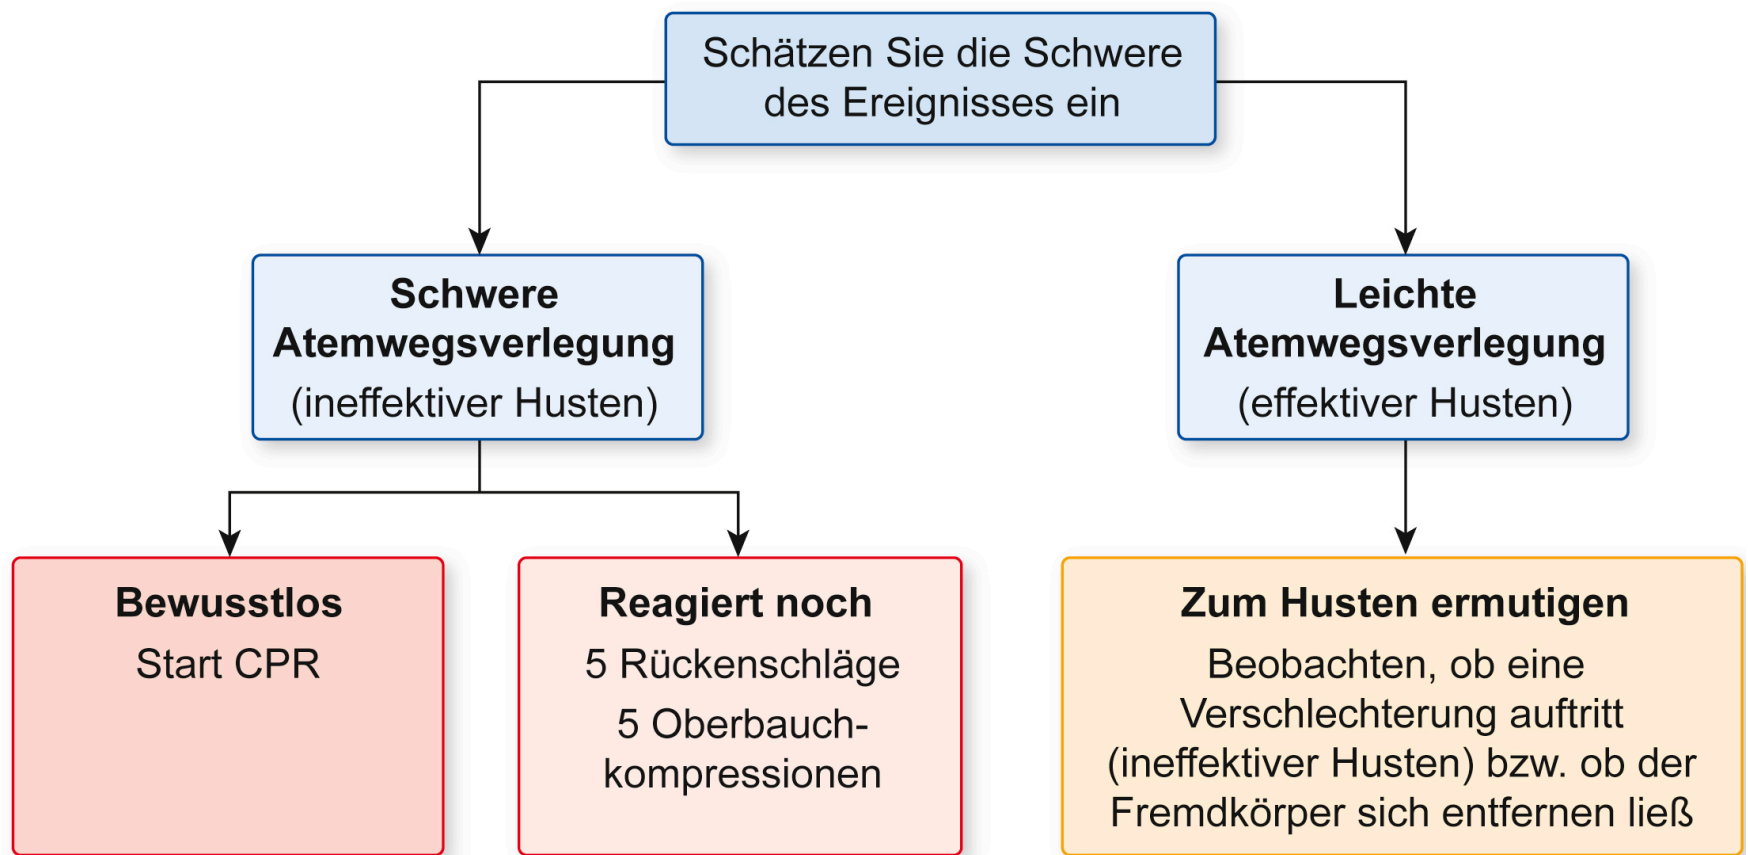 Schätzen Sie die Schwere
des Ereignisses ein
Schwere
Atemwegsverlegung
(ineffektiver Husten)
Leichte
Atemwegsverlegung
(effektiver Husten)
Bewusstlos
Start CPR
Reagiert noch
5 Rückenschläge
5 Oberbauch-
kompressionen
Zum Husten ermutigen
Beobachten, ob eine
Verschlechterung auftritt
(ineffektiver Husten) bzw. ob der
Fremdkörper sich entfernen ließ